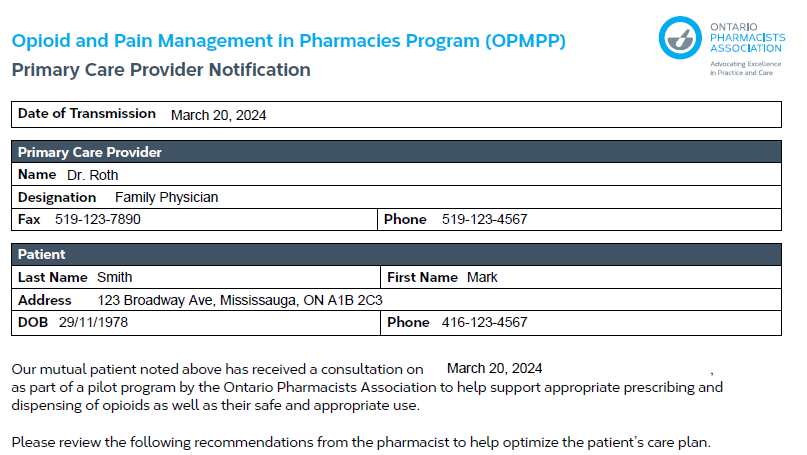 Opioid and Pain Management in Pharmacies Program (OPMPP)
Primary Care Provider Notification
ONTARIO
PHARMACISTS
ASSOCIATION
Advocating Excellence
in Practice and Care
Date of Transmission March 20, 2024
Primary Care Provider
Name Dr. Roth
Designation Family Physician
Fax 519-123-7890 Phone 519-123-4567
Patient
Last Name Smith First Name Mark
Address 123 Broadway Ave, Mississauga, ON A1B 2C3
DOB 29/11/1978 Phone 416-123-4567
Our mutual patient noted above has received a consultation on March 20, 2024 ,
as part of a pilot program by the Ontario Pharmacists Association to help support appropriate prescribing and
dispensing of opioids as well as their safe and appropriate use.
Please review the following recommendations from the pharmacist to help optimize the patient's care plan.